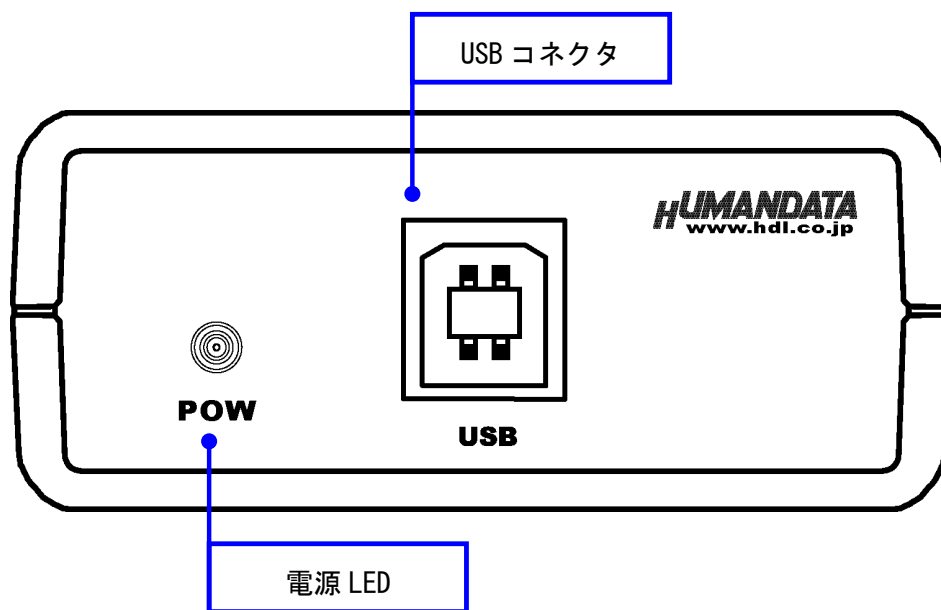 USB コネクタ
HUMANDATA
www.hdl.co.jp
POW
USB
電源 LED